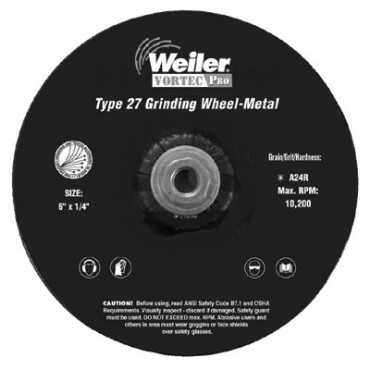 Weiler
VORTEC PRO
Type 27 Grinding Wheel-Metal
Grain/Grit/Hardness:
A24R
Max. RPM:
10,200
SIZE:
6" x 1/4"
CAUTION! Before using, read ANSI Safety Code B7.1 and OSHA
Requirements. Visually inspect - discard if damaged. Safety guard
must be used. DO NOT EXCEED max. RPM. Abrasive users and
others in area must wear goggles or face shields
over safety glasses.